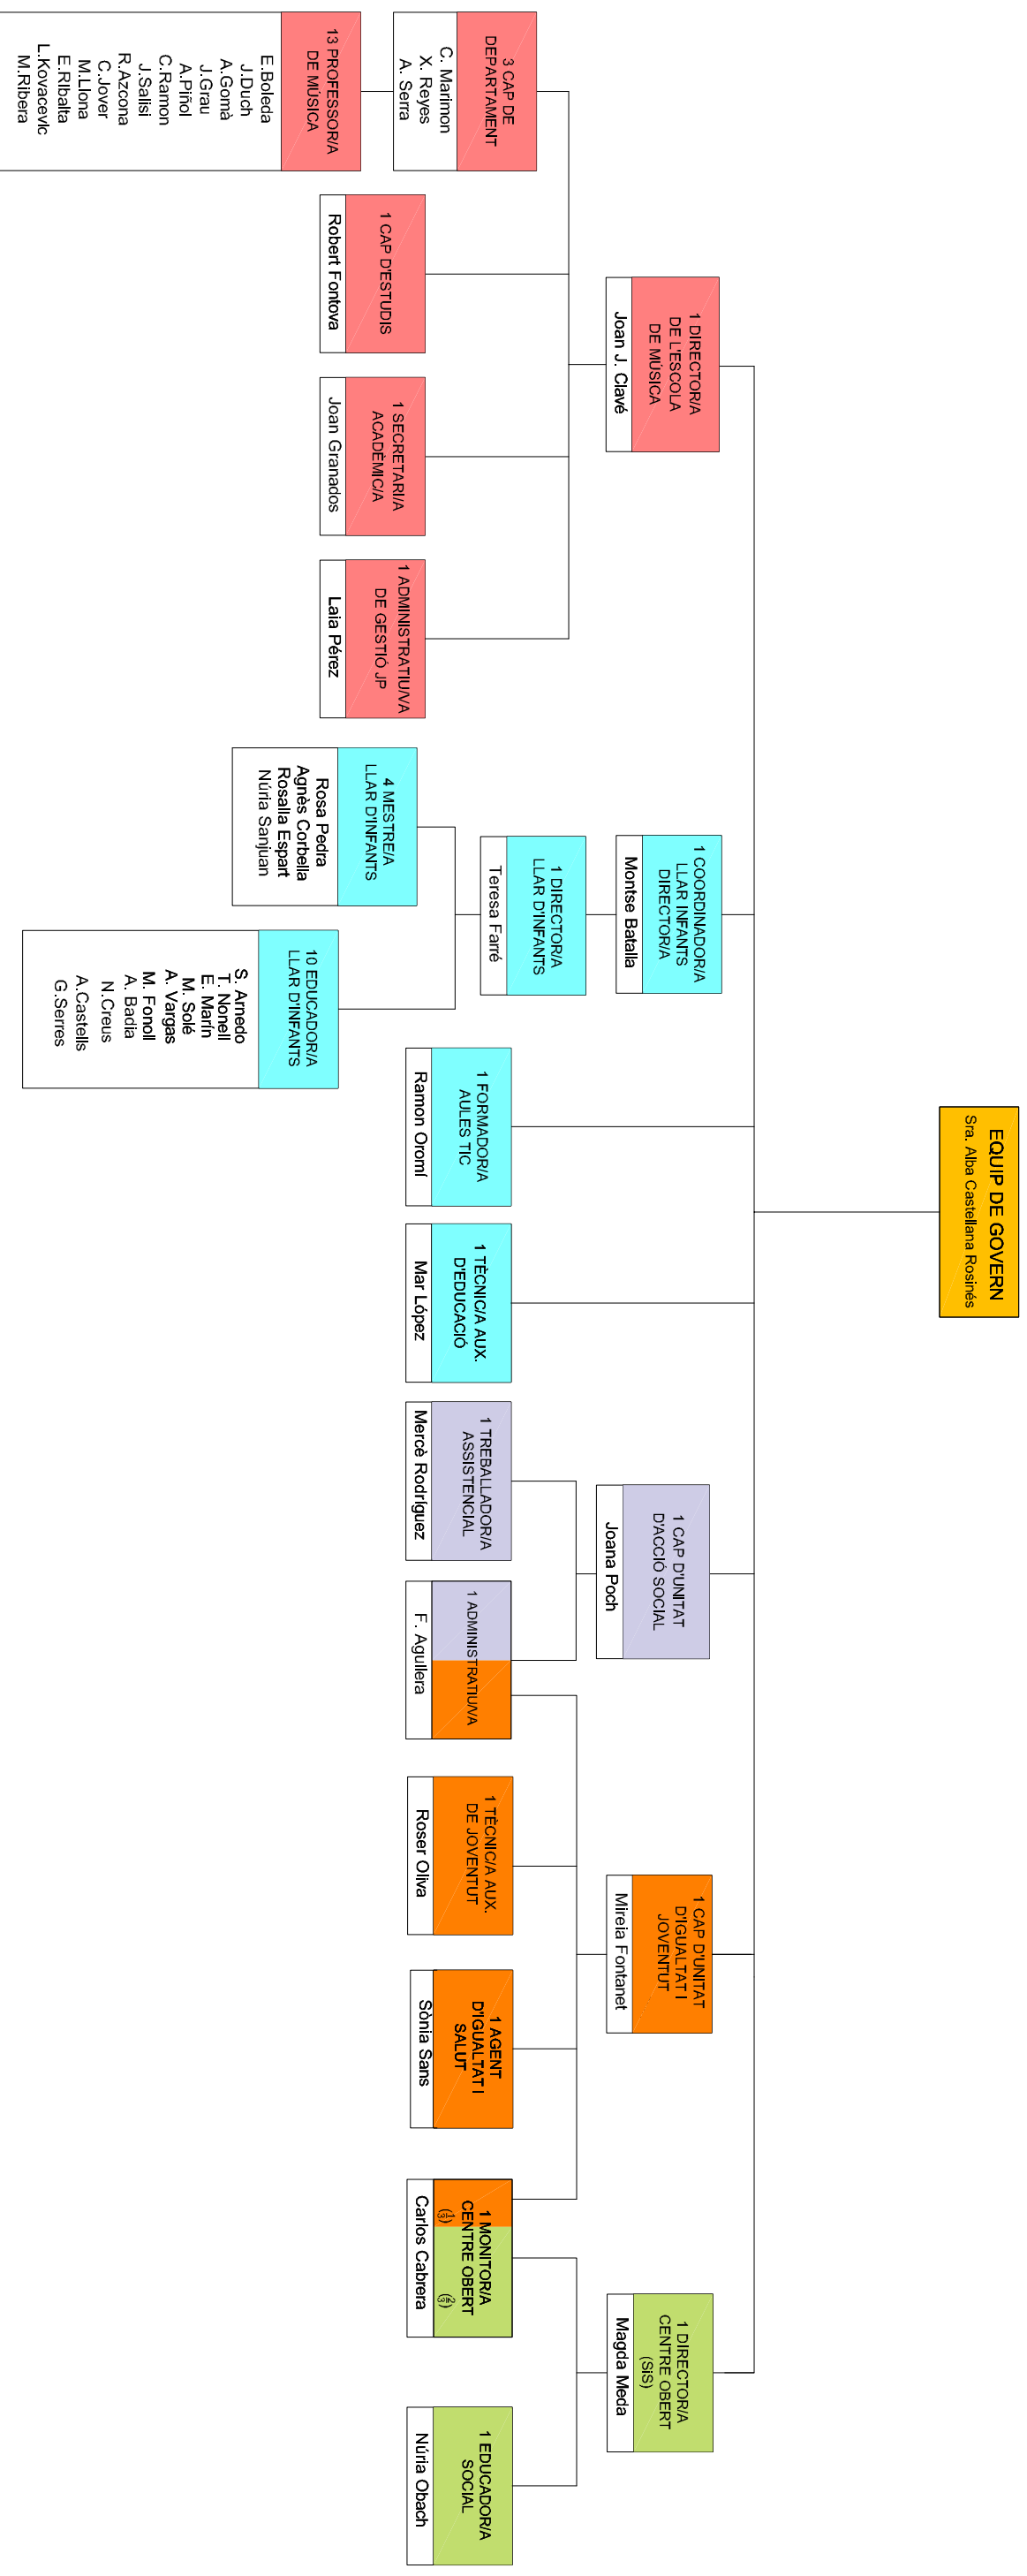 EQUIP DE GOVERN
Sra. Alba Castellana Rosinés
1 DIRECTOR/A
DE L'ESCOLA
DE MÚSICA
Joan J. Clavé
3 CAP DE
DEPARTAMENT
C. Marimon
X. Reyes
A. Serra
13 PROFESSOR/A
DE MÚSICA
E.Boleda
J.Duch
A.Gomà
J.Grau
A.Piñol
C.Ramon
J.Salisi
R.Azcona
C.Jover
M.Llona
E.Ribalta
L.Kovacevic
M.Ribera
1 CAP D'ESTUDIS
Robert Fontova
1 SECRETARI/A
ACADÈMIC/A
Joan Granados
1 ADMINISTRATIU/VA
DE GESTIÓ JP
Laia Pérez
1 COORDINADOR/A
LLAR INFANTS
DIRECTOR/A
Montse Batalla
1 DIRECTOR/A
LLAR D'INFANTS
Teresa Farré
4 MESTRE/A
LLAR D'INFANTS
Rosa Pedra
Agnès Corbella
Rosalia Espart
Núria Sanjuan
10 EDUCADOR/A
LLAR D'INFANTS
S. Arnedo
T. Nonell
E. Marín
M. Solé
A. Vargas
M. Fonoll
A. Badia
N.Creus
A.Castells
G.Serres
1 FORMADOR/A
AULES TIC
Ramon Oromí
1 TÈCNIC/A AUX.
D'EDUCACIÓ
Mar López
1 CAP D'UNITAT
D'ACCIÓ SOCIAL
Joana Poch
1 TREBALLADOR/A
ASSISTENCIAL
Mercè Rodríguez
1 ADMINISTRATIU/VA
F. Aguilera
1 CAP D'UNITAT
D'IGUALTAT I
JOVENTUT
Mireia Fontanet
1 TÈCNIC/A AUX.
DE JOVENTUT
Roser Oliva
1 AGENT
D'IGUALTAT I
SALUT
Sònia Sans
1 MONITOR/A
CENTRE OBERT
(1/3) (2/3)
Carlos Cabrera
1 DIRECTOR/A
CENTRE OBERT
(SIS)
Magda Meda
1 EDUCADOR/A
SOCIAL
Núria Obach